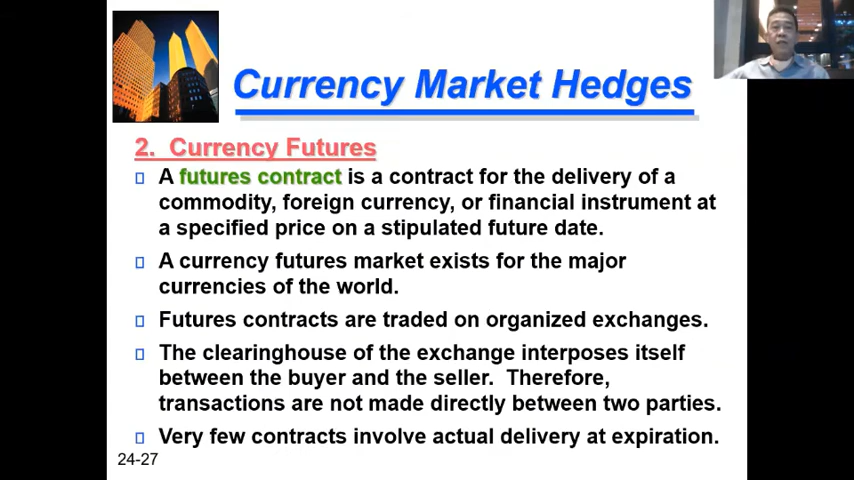 Currency Market Hedges
2. Currency Futures
A futures contract is a contract for the delivery of a
commodity, foreign currency, or financial instrument at
a specified price on a stipulated future date.
A currency futures market exists for the major
currencies of the world.
Futures contracts are traded on organized exchanges.
The clearinghouse of the exchange interposes itself
between the buyer and the seller. Therefore,
transactions are not made directly between two parties.
Very few contracts involve actual delivery at expiration.
24-27